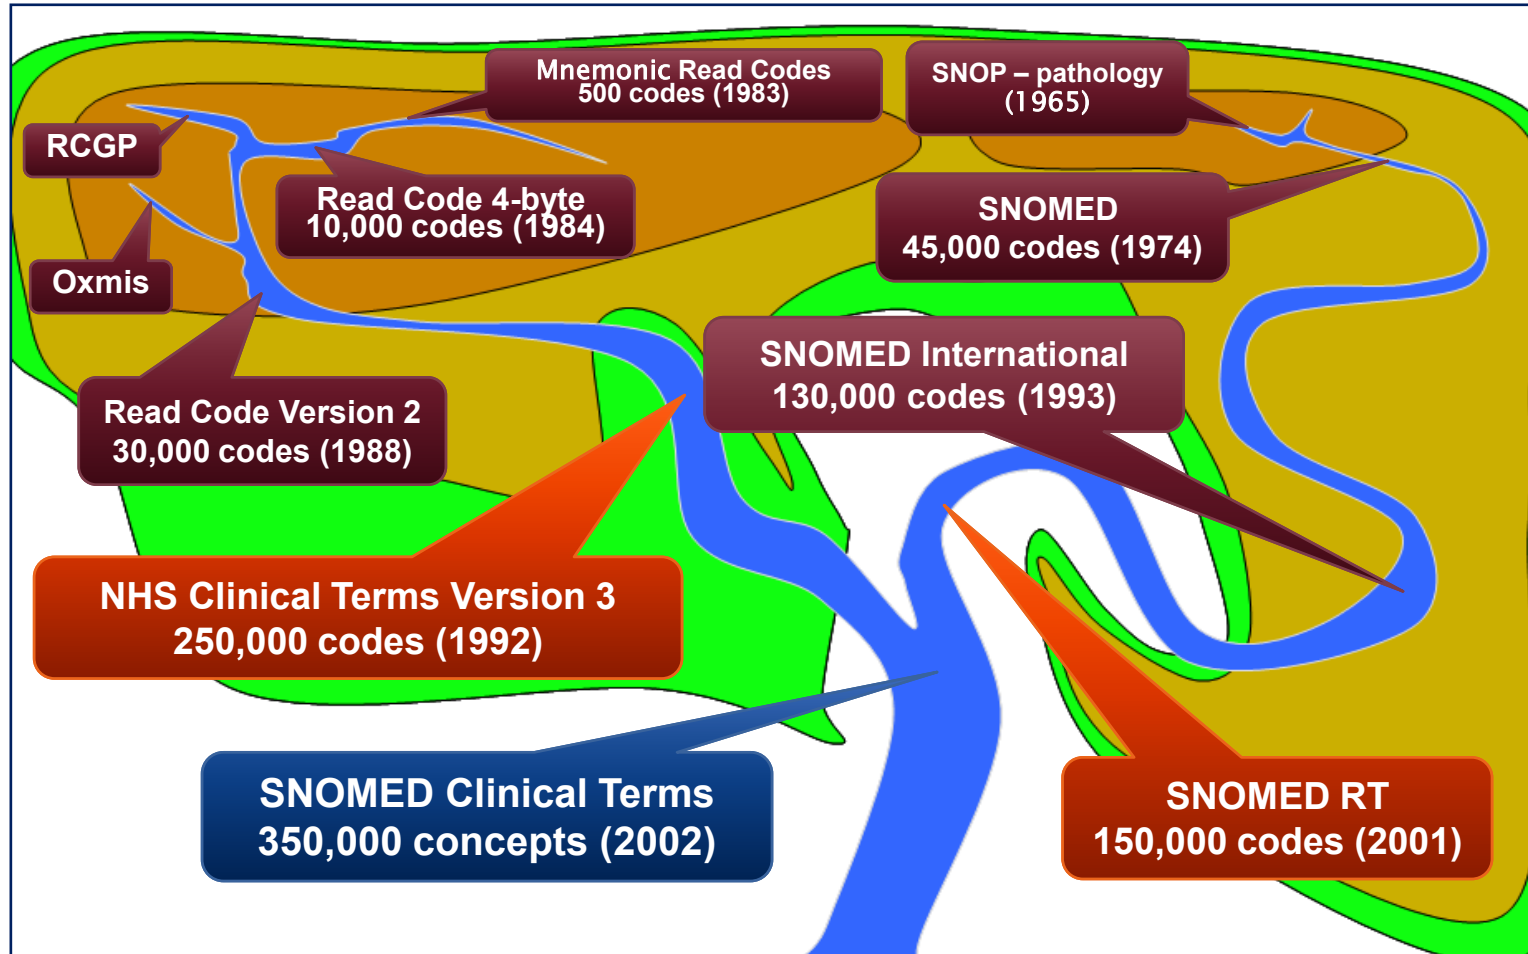 Mnemonic Read Codes
500 codes (1983)
SNOP – pathology
(1965)
RCGP
Read Code 4-byte
10,000 codes (1984)
SNOMED
45,000 codes (1974)
Oxmis
SNOMED International
130,000 codes (1993)
Read Code Version 2
30,000 codes (1988)
NHS Clinical Terms Version 3
250,000 codes (1992)
SNOMED Clinical Terms
350,000 concepts (2002)
SNOMED RT
150,000 codes (2001)